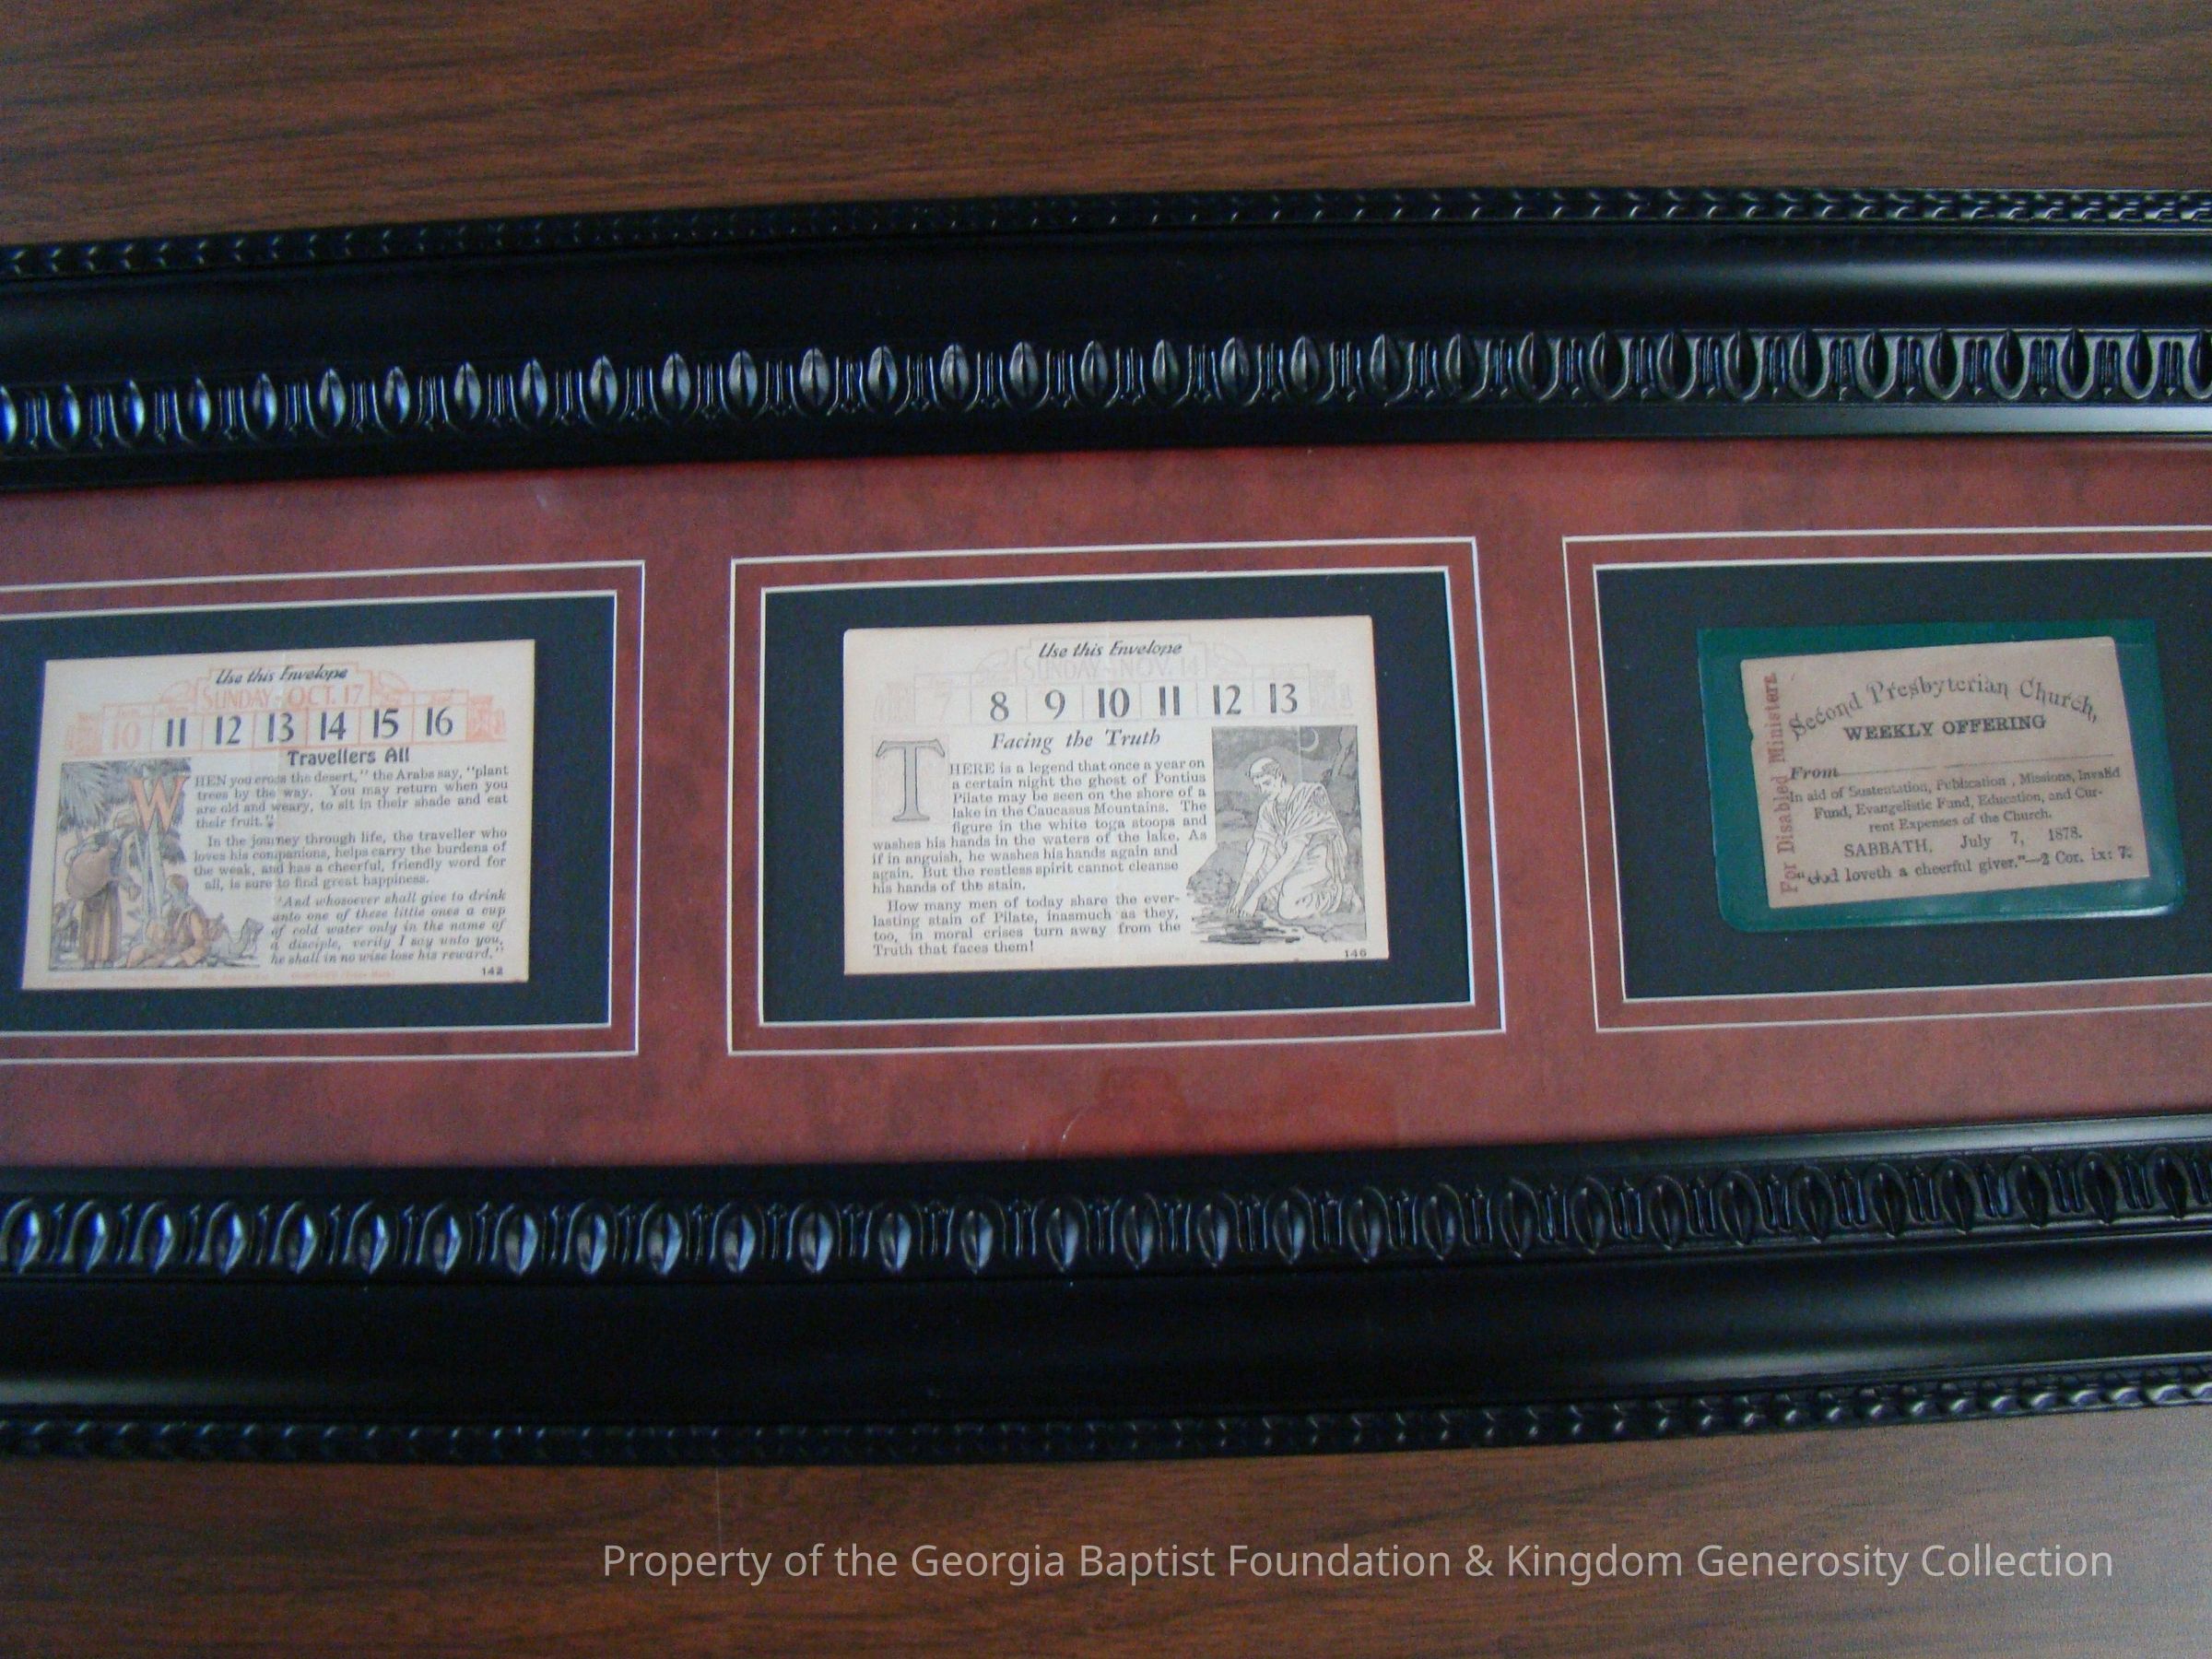 Use this Envelope
SUNDAY-OCT. 17
10 11 12 13 14 15 16
Travellers All
WHEN you cross the desert," the Arabs say, "plant
trees by the way. You may return when you
are old and weary, to sit in their shade and eat
their fruit."
In the journey through life, the traveller who
loves his companions, helps carry the burdens of
the weak, and has a cheerful, friendly word for
all, is sure to find great happiness.
"And whosoever shall give to drink
unto one of these little ones a cup
of cold water only in the name of
a disciple, verily I say unto you,
he shall in no wise lose his reward."
142
Use this Envelope
SUNDAY-NOV. 14
7 8 9 10 11 12 13
Facing the Truth
THERE is a legend that once a year on
a certain night the ghost of Pontius
Pilate may be seen on the shore of a
lake in the Caucasus Mountains. The
figure in the white toga stoops and
washes his hands in the waters of the lake. As
if in anguish, he washes his hands again and
again. But the restless spirit cannot cleanse
his hands of the stain.
How many men of today share the ever-
lasting stain of Pilate, inasmuch as they,
too, in moral crises turn away from the
Truth that faces them!
146
For Disabled Ministers.
Second Presbyterian Church,
WEEKLY OFFERING
From
In aid of Sustentation, Publication, Missions, Invalid
Fund, Evangelistic Fund, Education, and Cur-
rent Expenses of the Church.
SABBATH, July 7, 1878.
"God loveth a cheerful giver."—2 Cor. ix: 7.
Property of the Georgia Baptist Foundation & Kingdom Generosity Collection